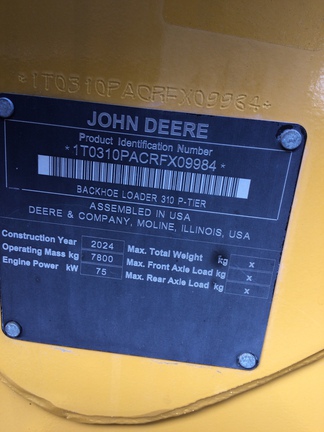 *1T0310PACRFX09984*
JOHN DEERE
Product Identification Number
*1T0310PACRFX09984*
BACKHOE LOADER 310 P-TIER
ASSEMBLED IN USA
DEERE & COMPANY, MOLINE, ILLINOIS, USA
Construction Year 2024 Max. Total Weight kg x
Operating Mass kg 7800 Max. Front Axle Load kg x
Engine Power kW 75 Max. Rear Axle Load kg x